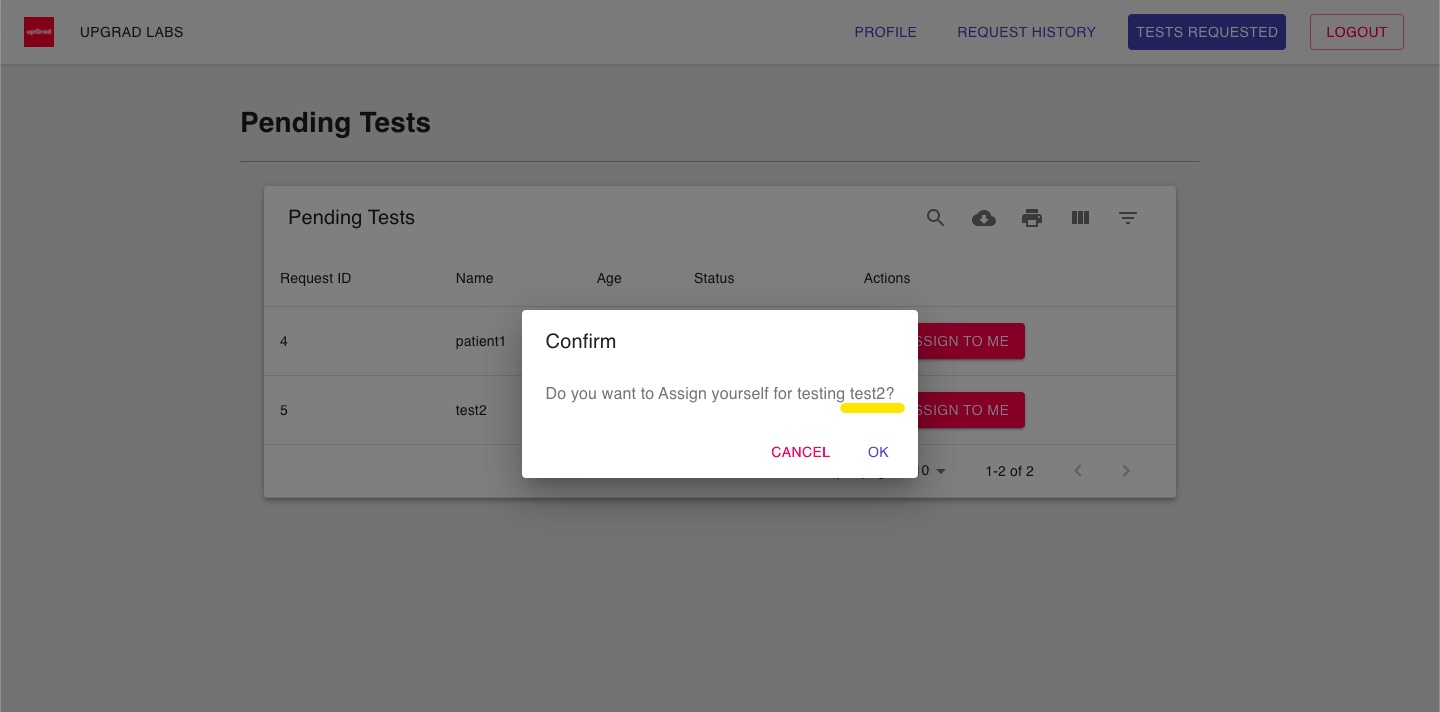 upGrad
UPGRAD LABS
PROFILE
REQUEST HISTORY
TESTS REQUESTED
LOGOUT
Pending Tests
Pending Tests
Request ID
Name
Age
Status
Actions
4
patient1
SSIGN TO ME
5
test2
SSIGN TO ME
Confirm
Do you want to Assign yourself for testing test2?
CANCEL
OK
0
1-2 of 2